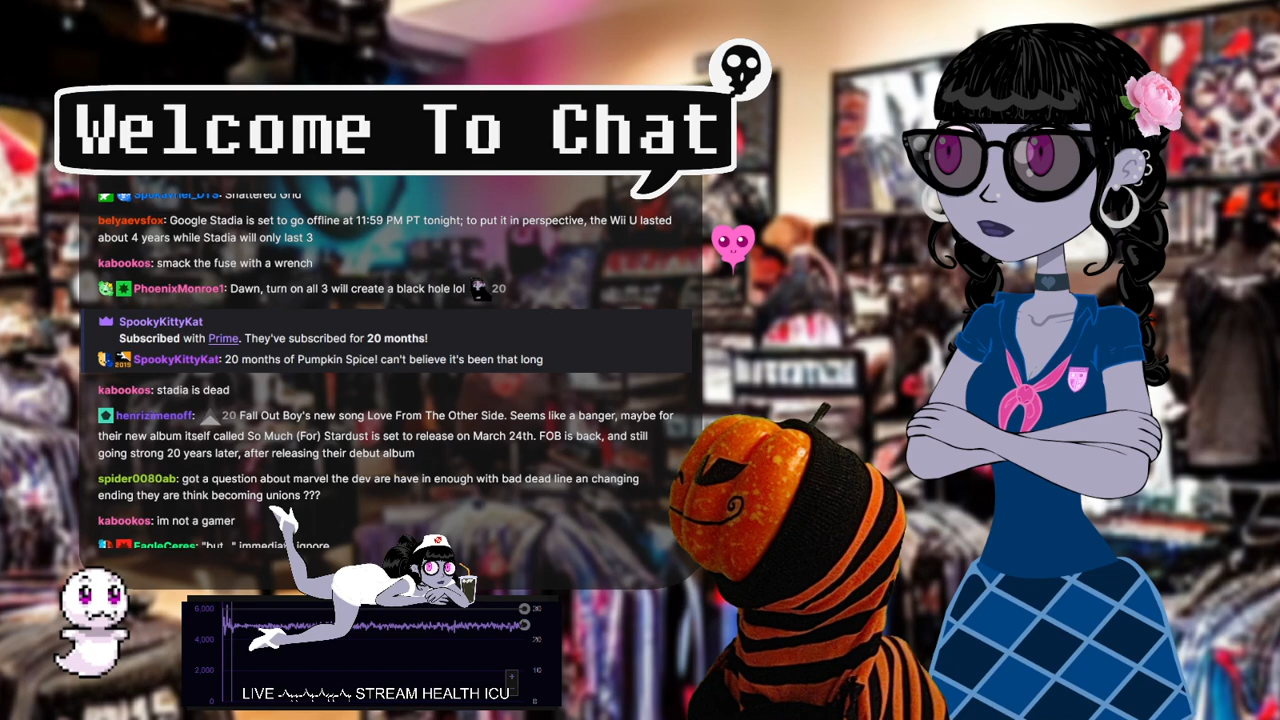 Welcome To Chat
SpookyAriel_DTS: Shattered Grid
belyaevsfox: Google Stadia is set to go offline at 11:59 PM PT tonight; to put it in perspective, the Wii U lasted
about 4 years while Stadia will only last 3
kabookos: smack the fuse with a wrench
PhoenixMonroe1: Dawn, turn on all 3 will create a black hole lol 20
SpookyKittyKat
Subscribed with Prime. They've subscribed for 20 months!
2019 SpookyKittyKat: 20 months of Pumpkin Spice! can't believe it's been that long
kabookos: stadia is dead
henrizmenoff: 20 Fall Out Boy's new song Love From The Other Side. Seems like a banger, maybe for
their new album itself called So Much (For) Stardust is set to release on March 24th. FOB is back, and still
going strong 20 years later, after releasing their debut album
spider0080ab: got a question about marvel the dev are have in enough with bad dead line an changing
ending they are think becoming unions ???
kabookos: im not a gamer
EagleCeres: "but.." immediate ignore
6,000 30
4,000 20
2,000 10
0 0
LIVE STREAM HEALTH ICU